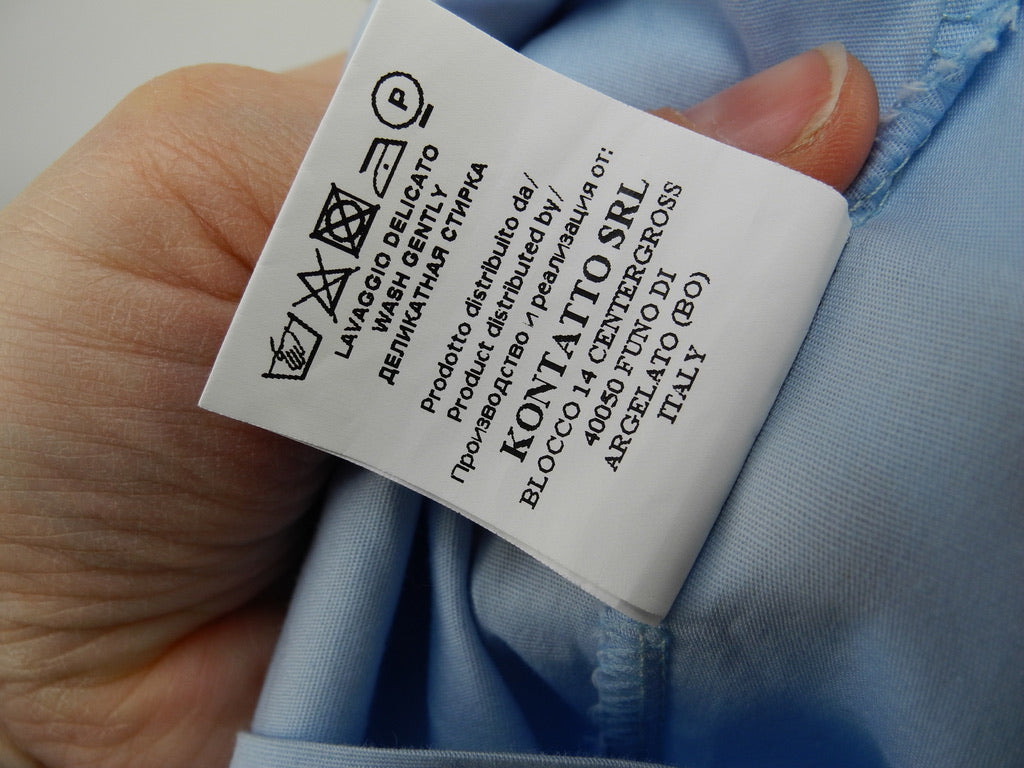 P
LAVAGGIO DELICATO
WASH GENTLY
ДЕЛИКАТНАЯ СТИРКА
Prodotto distribuito da/
Product distributed by/
Производство и реализация от:
KONTATTO SRL
BLOCCO 14 CENTERGROSS
40050 FUNO DI
ARGELATO (BO)
ITALY